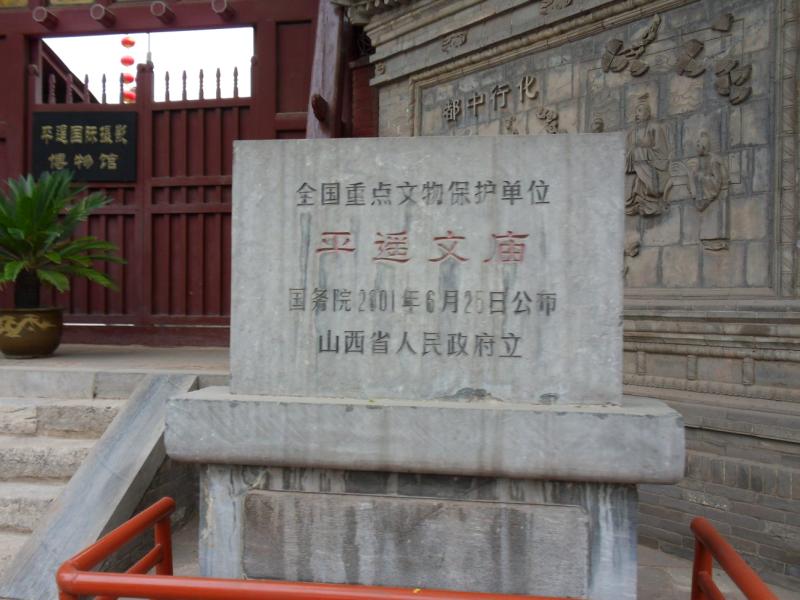 平遥国际摄影
博物馆
都中行化
全国重点文物保护单位
平遥文庙
国务院2001年6月25日公布
山西省人民政府立